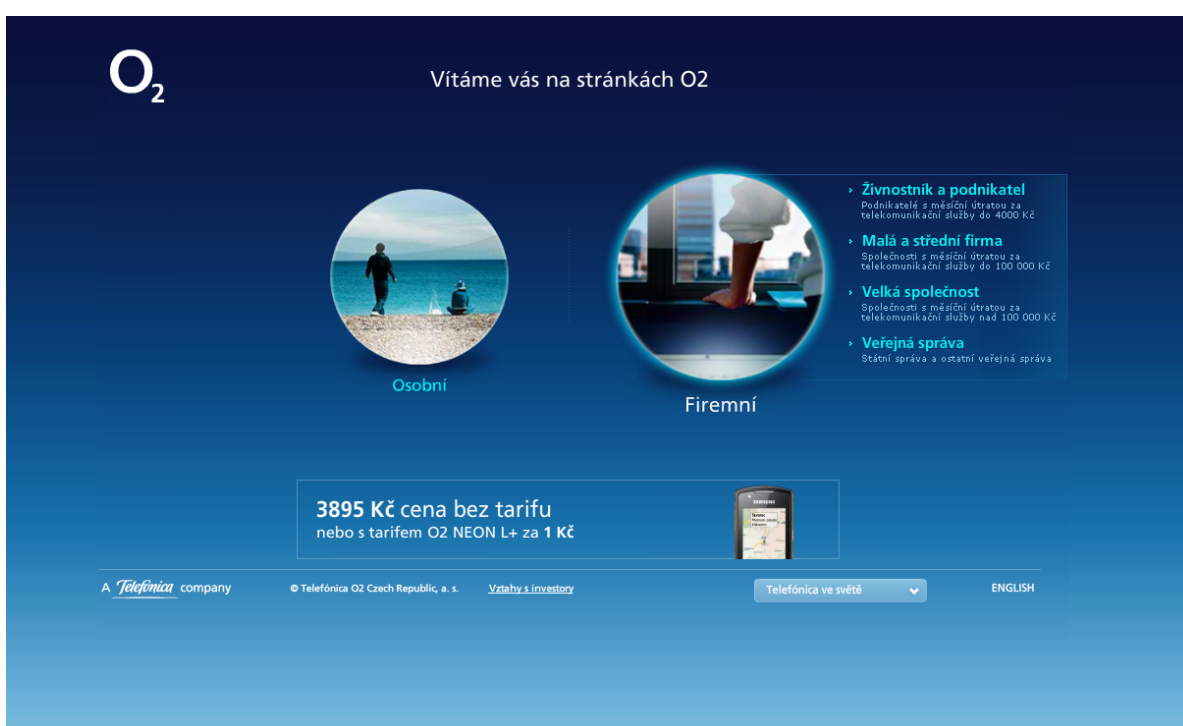 O2
Vítáme vás na stránkách O2
Osobní
Firemní
› Živnostník a podnikatel
Podnikatelé s měsíční útratou za
telekomunikační služby do 4000 Kč
› Malá a střední firma
Společnosti s měsíční útratou za
telekomunikační služby do 100 000 Kč
› Velká společnost
Společnosti s měsíční útratou za
telekomunikační služby nad 100 000 Kč
› Veřejná správa
Státní správa a ostatní veřejná správa
3895 Kč cena bez tarifu
nebo s tarifem O2 NEON L+ za 1 Kč
SAMSUNG
A Telefónica company
© Telefónica O2 Czech Republic, a. s.
Vztahy s investory
Telefónica ve světě
ENGLISH